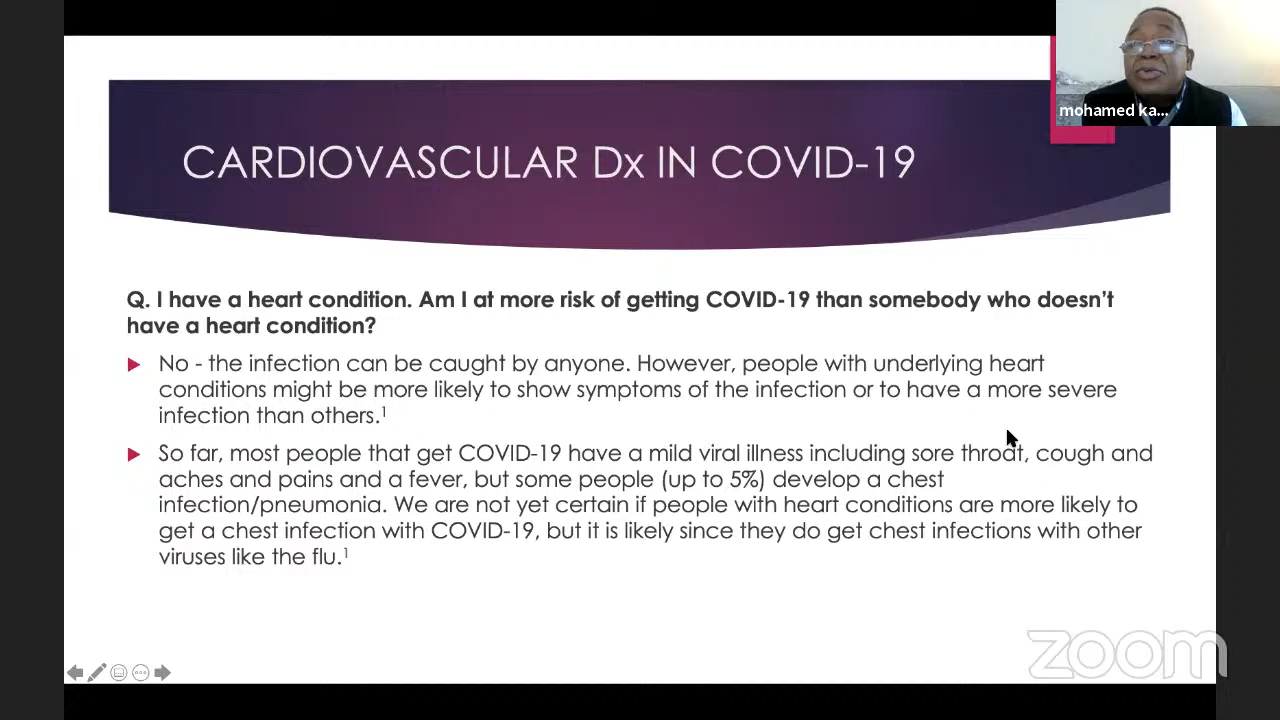 mohamed ka...
CARDIOVASCULAR Dx IN COVID-19
Q. I have a heart condition. Am I at more risk of getting COVID-19 than somebody who doesn’t
have a heart condition?
No - the infection can be caught by anyone. However, people with underlying heart
conditions might be more likely to show symptoms of the infection or to have a more severe
infection than others.1
So far, most people that get COVID-19 have a mild viral illness including sore throat, cough and
aches and pains and a fever, but some people (up to 5%) develop a chest
infection/pneumonia. We are not yet certain if people with heart conditions are more likely to
get a chest infection with COVID-19, but it is likely since they do get chest infections with other
viruses like the flu.1
zoom